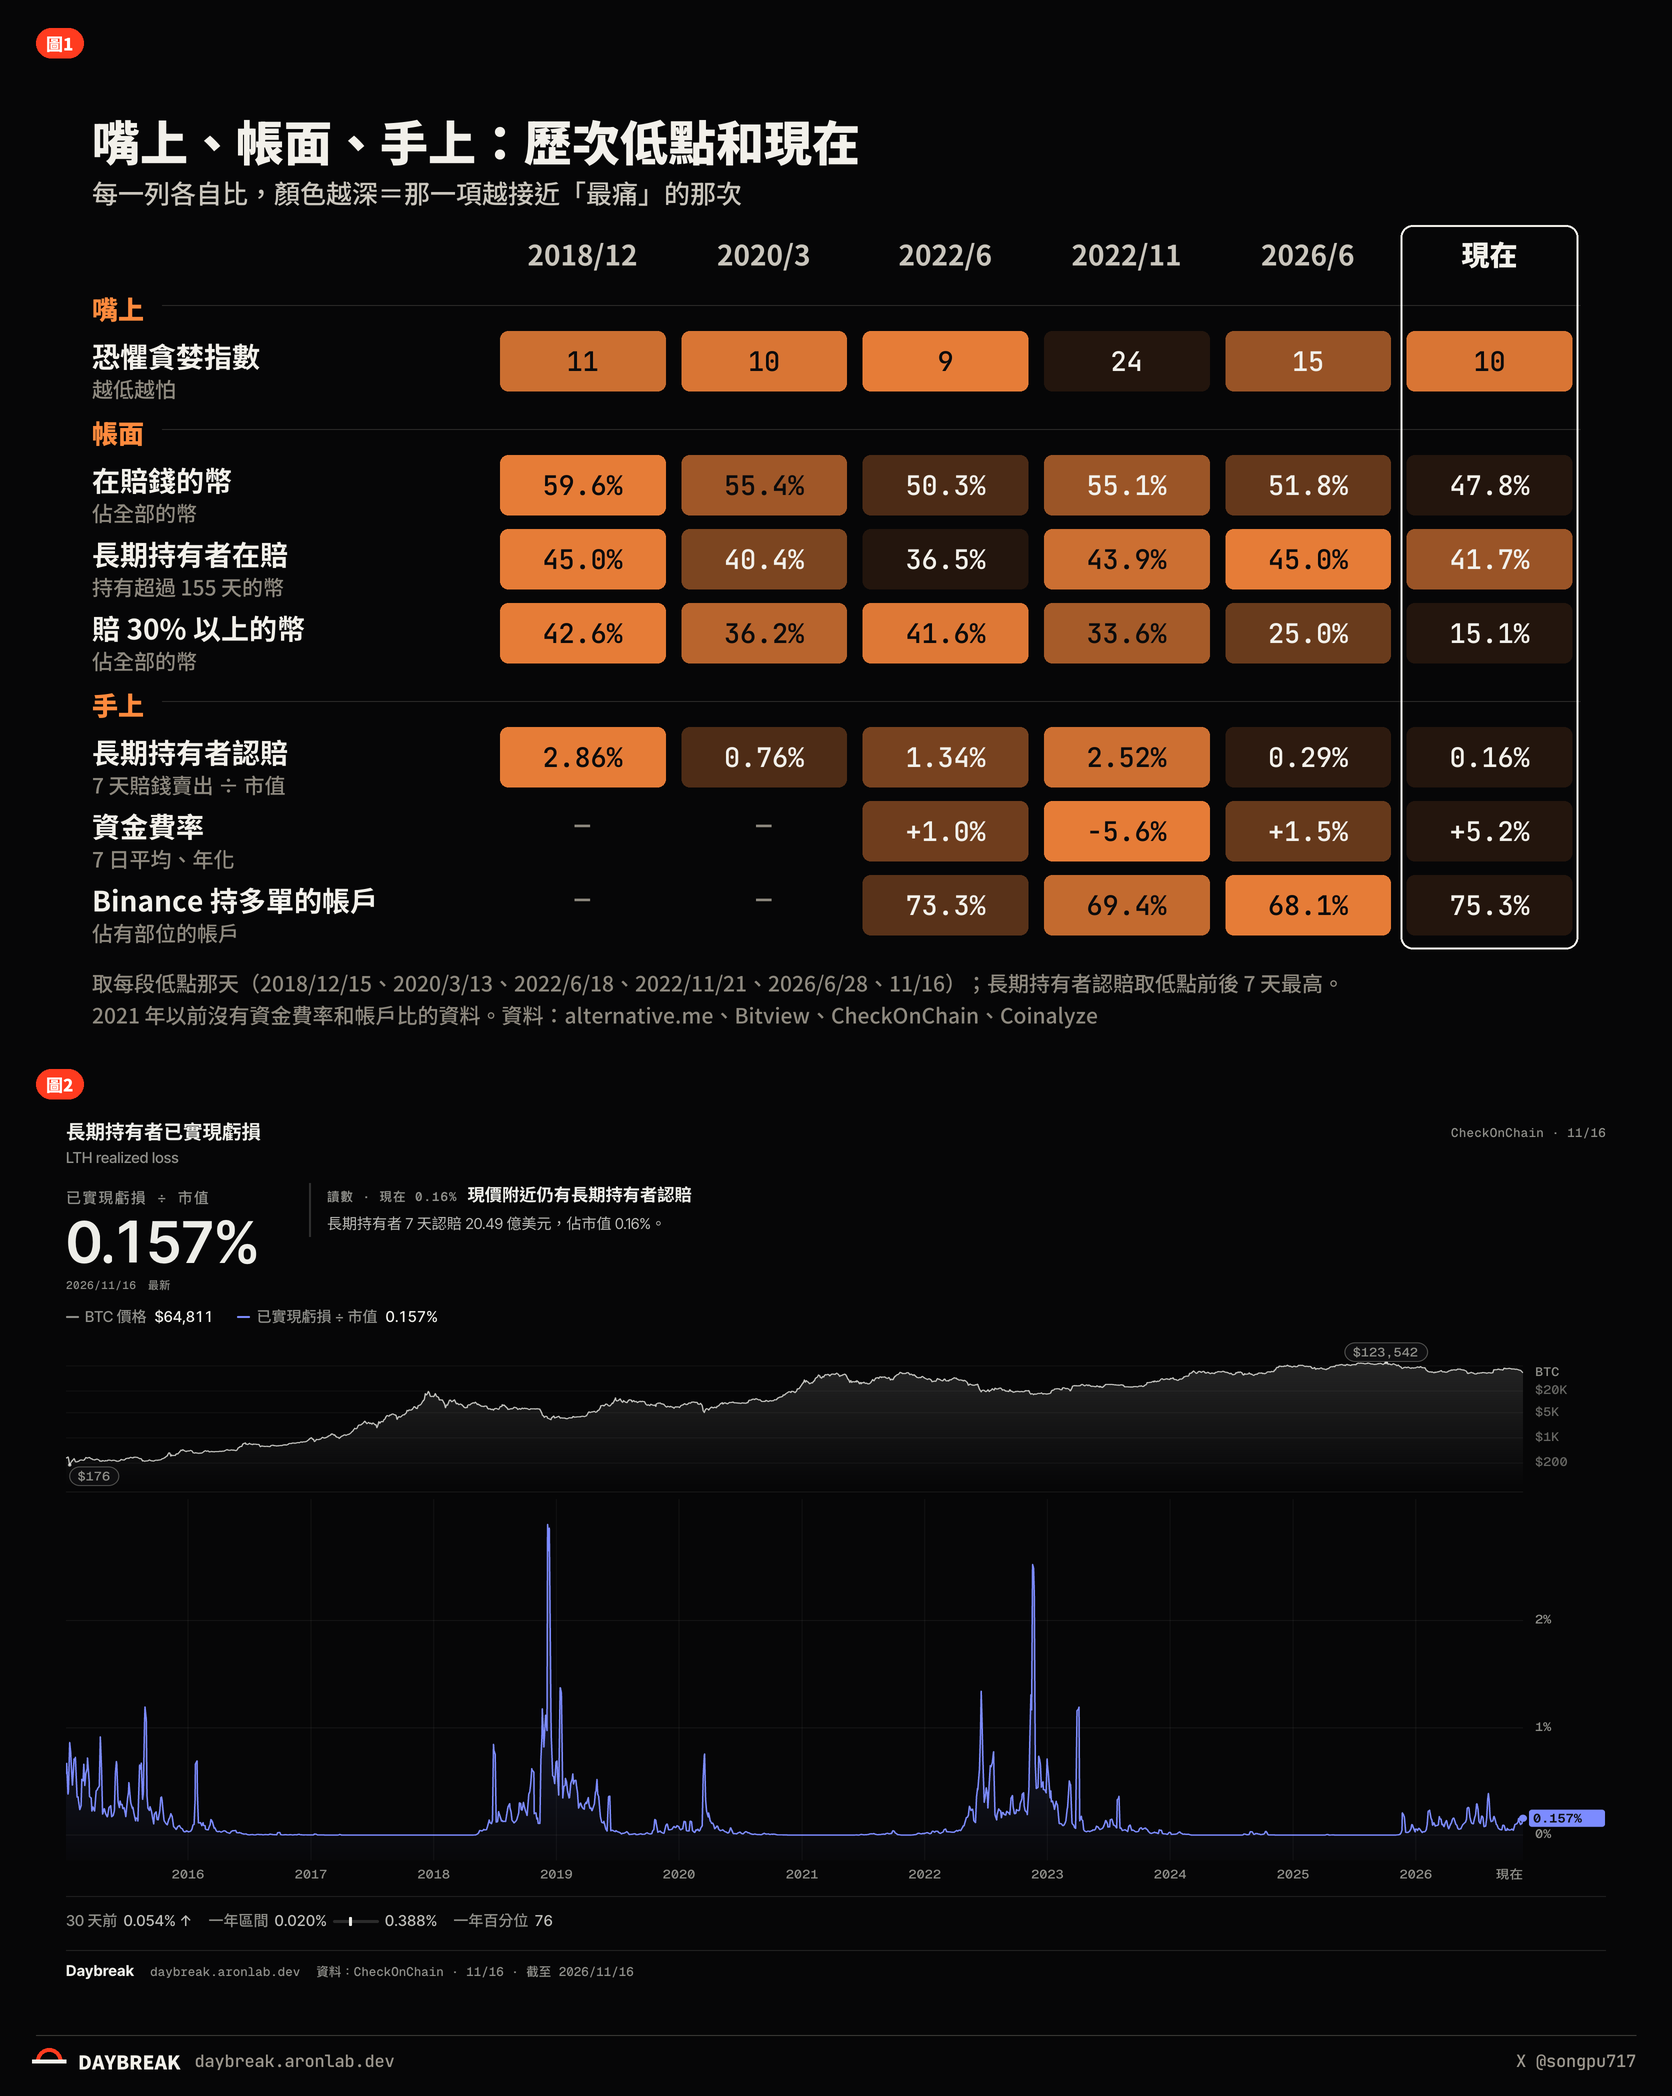 圖1
嘴上、帳面、手上：歷次低點和現在
每一列各自比，顏色越深＝那一項越接近「最痛」的那次
2018/12 2020/3 2022/6 2022/11 2026/6 現在
嘴上
恐懼貪婪指數 11 10 9 24 15 10
越低越怕
帳面
在賠錢的幣 59.6% 55.4% 50.3% 55.1% 51.8% 47.8%
佔全部的幣
長期持有者在賠 45.0% 40.4% 36.5% 43.9% 45.0% 41.7%
持有超過 155 天的幣
賠 30% 以上的幣 42.6% 36.2% 41.6% 33.6% 25.0% 15.1%
佔全部的幣
手上
長期持有者認賠 2.86% 0.76% 1.34% 2.52% 0.29% 0.16%
7 天賠錢賣出 ÷ 市值
資金費率 — — +1.0% -5.6% +1.5% +5.2%
7 日平均、年化
Binance 持多單的帳戶 — — 73.3% 69.4% 68.1% 75.3%
佔有部位的帳戶
取每段低點那天（2018/12/15、2020/3/13、2022/6/18、2022/11/21、2026/6/28、11/16）；長期持有者認賠取低點前後 7 天最高。
2021 年以前沒有資金費率和帳戶比的資料。資料：alternative.me、Bitview、CheckOnChain、Coinalyze
圖2
長期持有者已實現虧損
CheckOnChain · 11/16
LTH realized loss
已實現虧損 ÷ 市值
讀數 · 現在 0.16% 現價附近仍有長期持有者認賠
0.157%
長期持有者 7 天認賠 20.49 億美元，佔市值 0.16%。
2026/11/16 最新
BTC 價格 $64,811 已實現虧損 ÷ 市值 0.157%
$123,542
BTC
$20K
$5K
$1K
$200
$176
2%
1%
0.157%
0%
2016 2017 2018 2019 2020 2021 2022 2023 2024 2025 2026 現在
30 天前 0.054% ↑ 一年區間 0.020% 0.388% 一年百分位 76
Daybreak daybreak.aronlab.dev 資料：CheckOnChain · 11/16 · 截至 2026/11/16
DAYBREAK daybreak.aronlab.dev X @songpu717